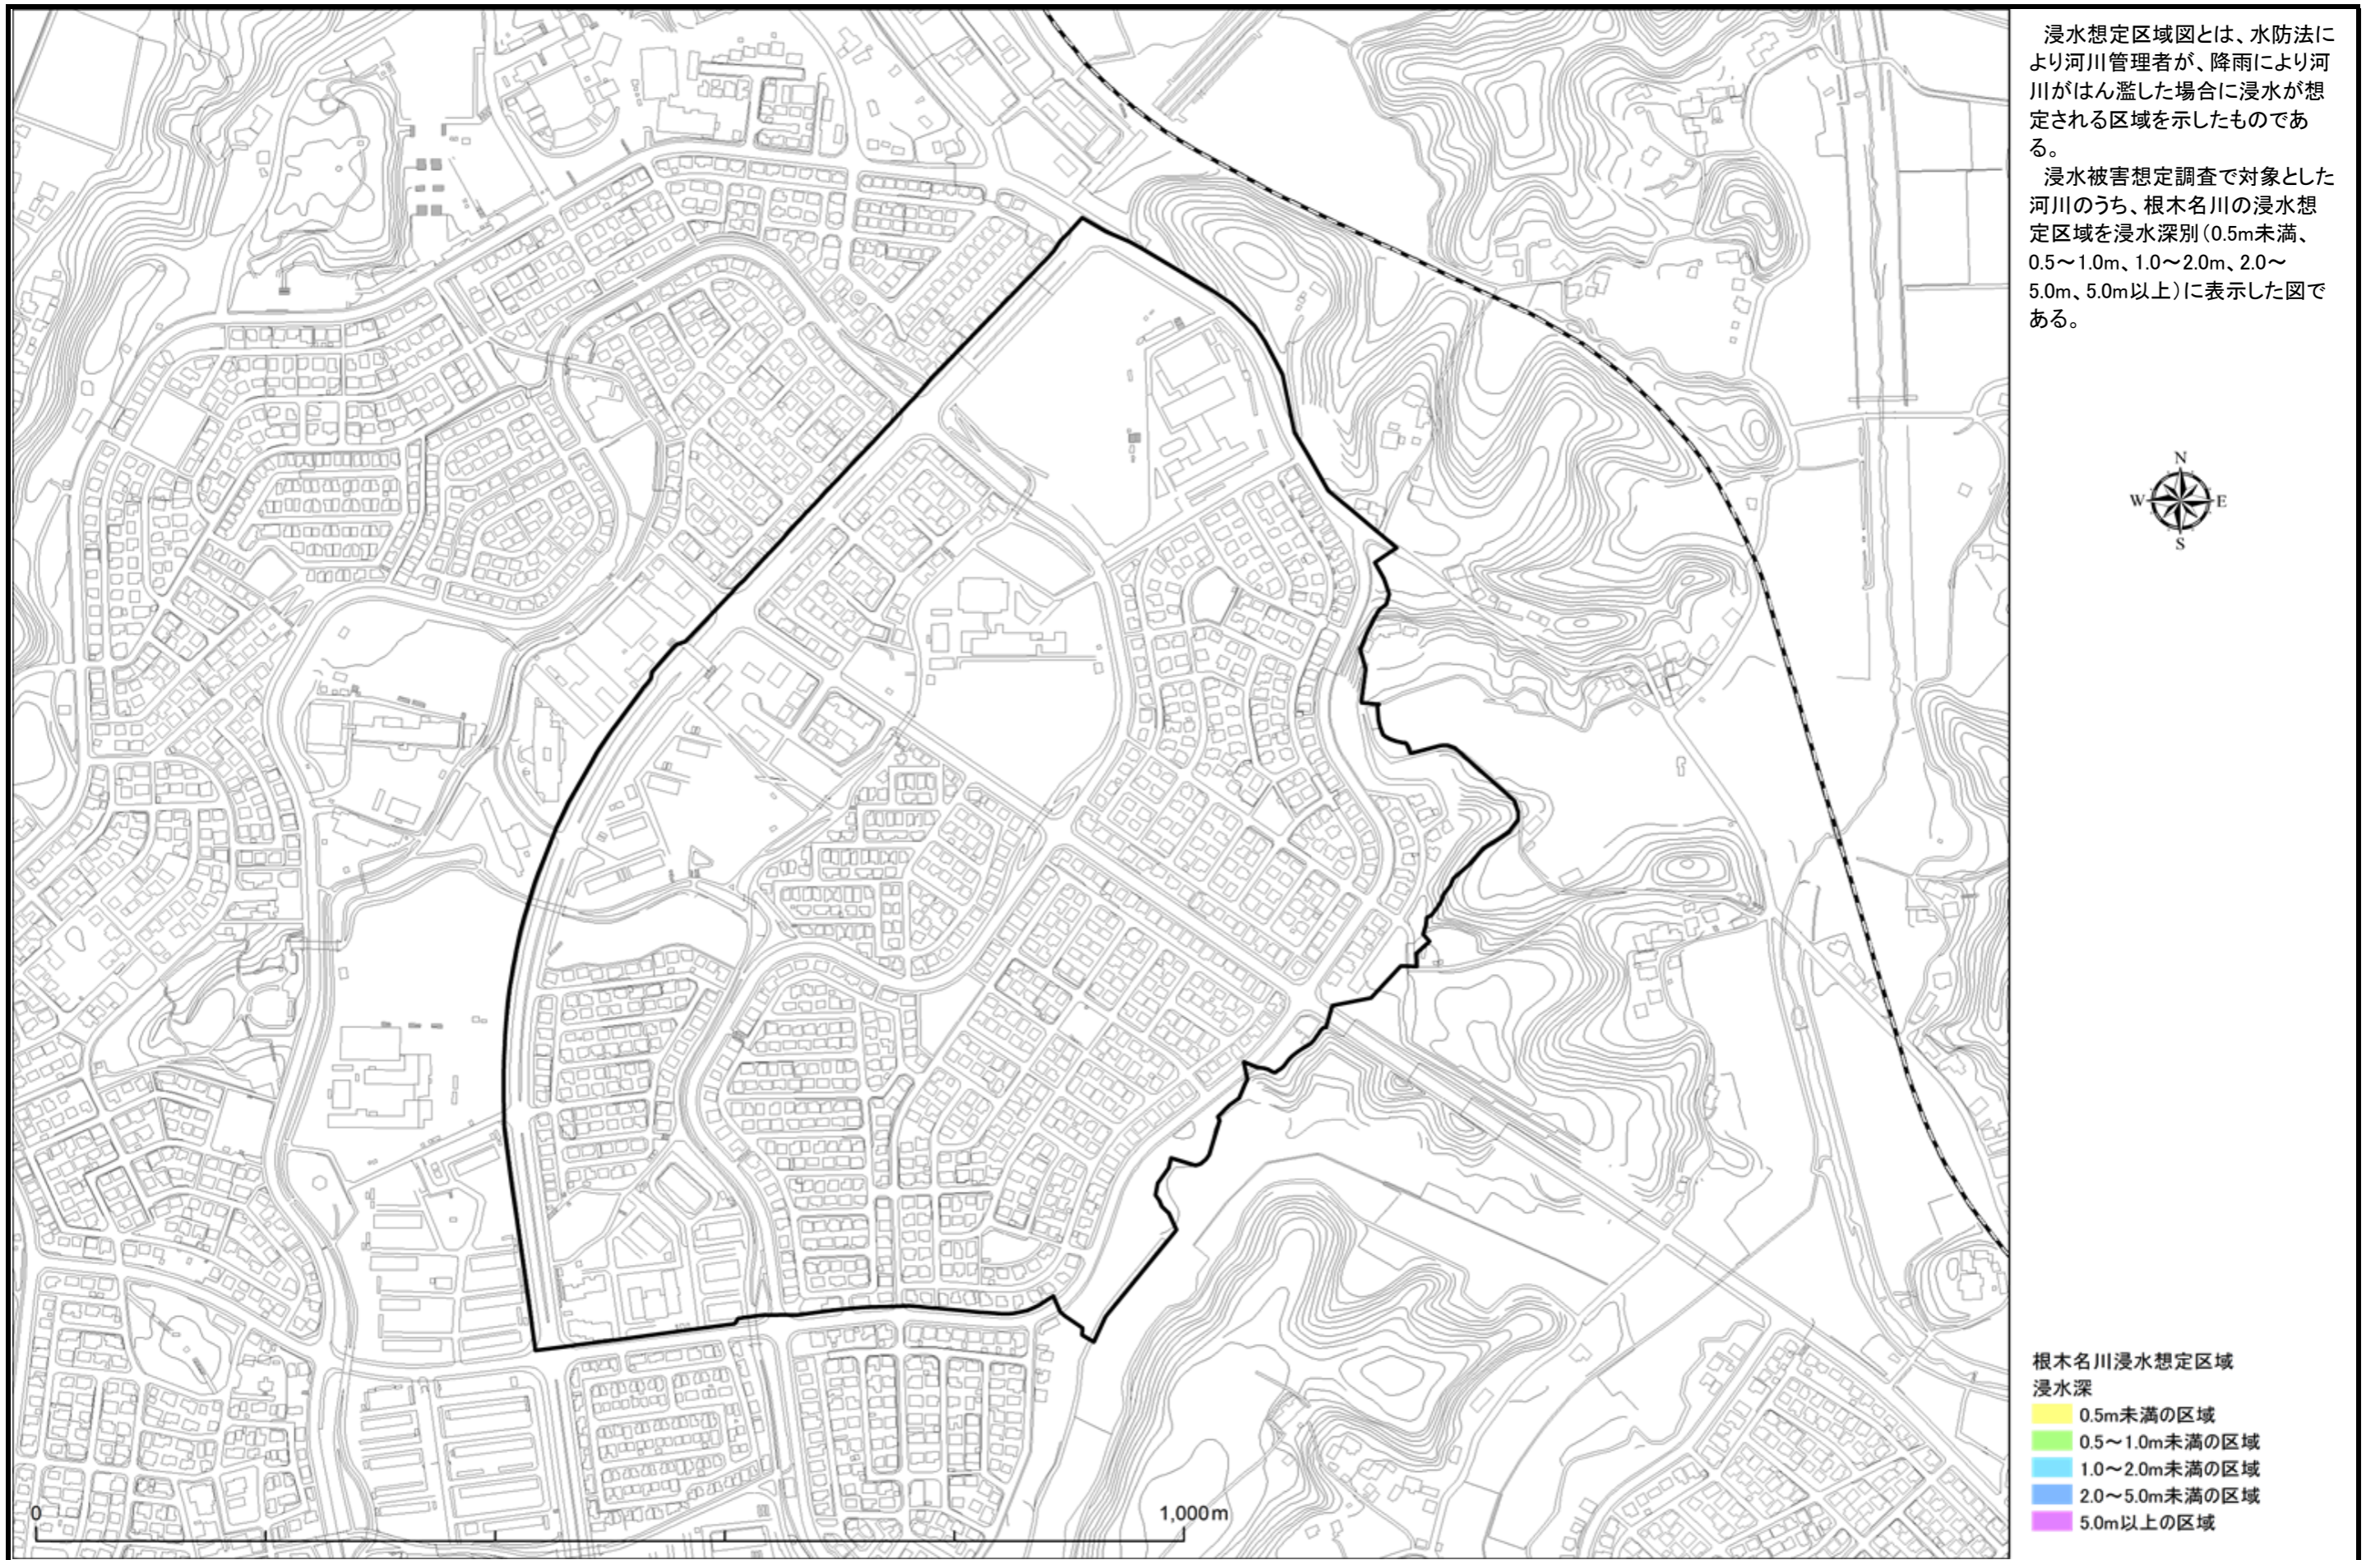 浸水想定区域図とは、水防法に
より河川管理者が、降雨により河
川がはん濫した場合に浸水が想
定される区域を示したものであ
る。
浸水被害想定調査で対象とした
河川のうち、根木名川の浸水想
定区域を浸水深別（0.5m未満、
0.5～1.0m、1.0～2.0m、2.0～
5.0m、5.0m以上）に表示した図で
ある。
N
W E
S
根木名川浸水想定区域
浸水深
0.5m未満の区域
0.5～1.0m未満の区域
1.0～2.0m未満の区域
2.0～5.0m未満の区域
5.0m以上の区域
0 1,000m